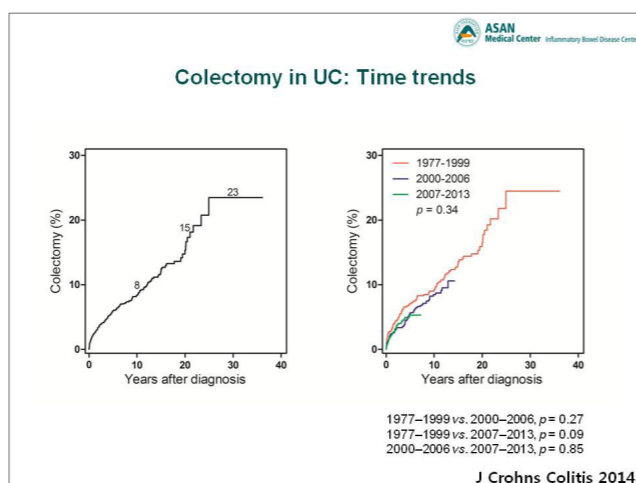 ASAN
Medical Center Inflammatory Bowel Disease Center
Colectomy in UC: Time trends
30
20
10
0
Colectomy (%)
23
15
8
0 10 20 30 40
Years after diagnosis
30
20
10
0
Colectomy (%)
1977-1999
2000-2006
2007-2013
p = 0.34
0 10 20 30 40
Years after diagnosis
1977–1999 vs. 2000–2006, p = 0.27
1977–1999 vs. 2007–2013, p = 0.09
2000–2006 vs. 2007–2013, p = 0.85
J Crohns Colitis 2014